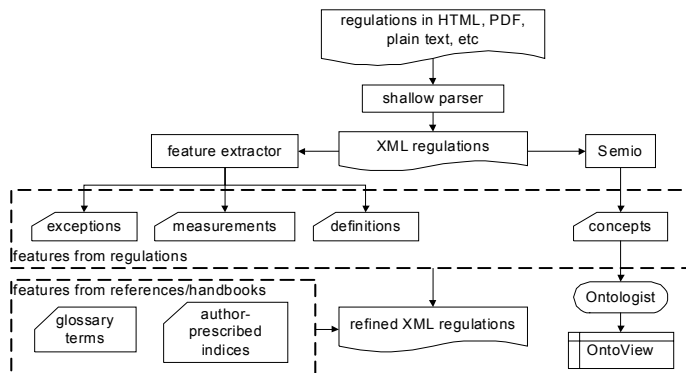 regulations in HTML, PDF,
plain text, etc
shallow parser
feature extractor
XML regulations
Semio
exceptions
measurements
definitions
concepts
features from regulations
features from references/handbooks
glossary
terms
author-
prescribed
indices
refined XML regulations
Ontologist
OntoView